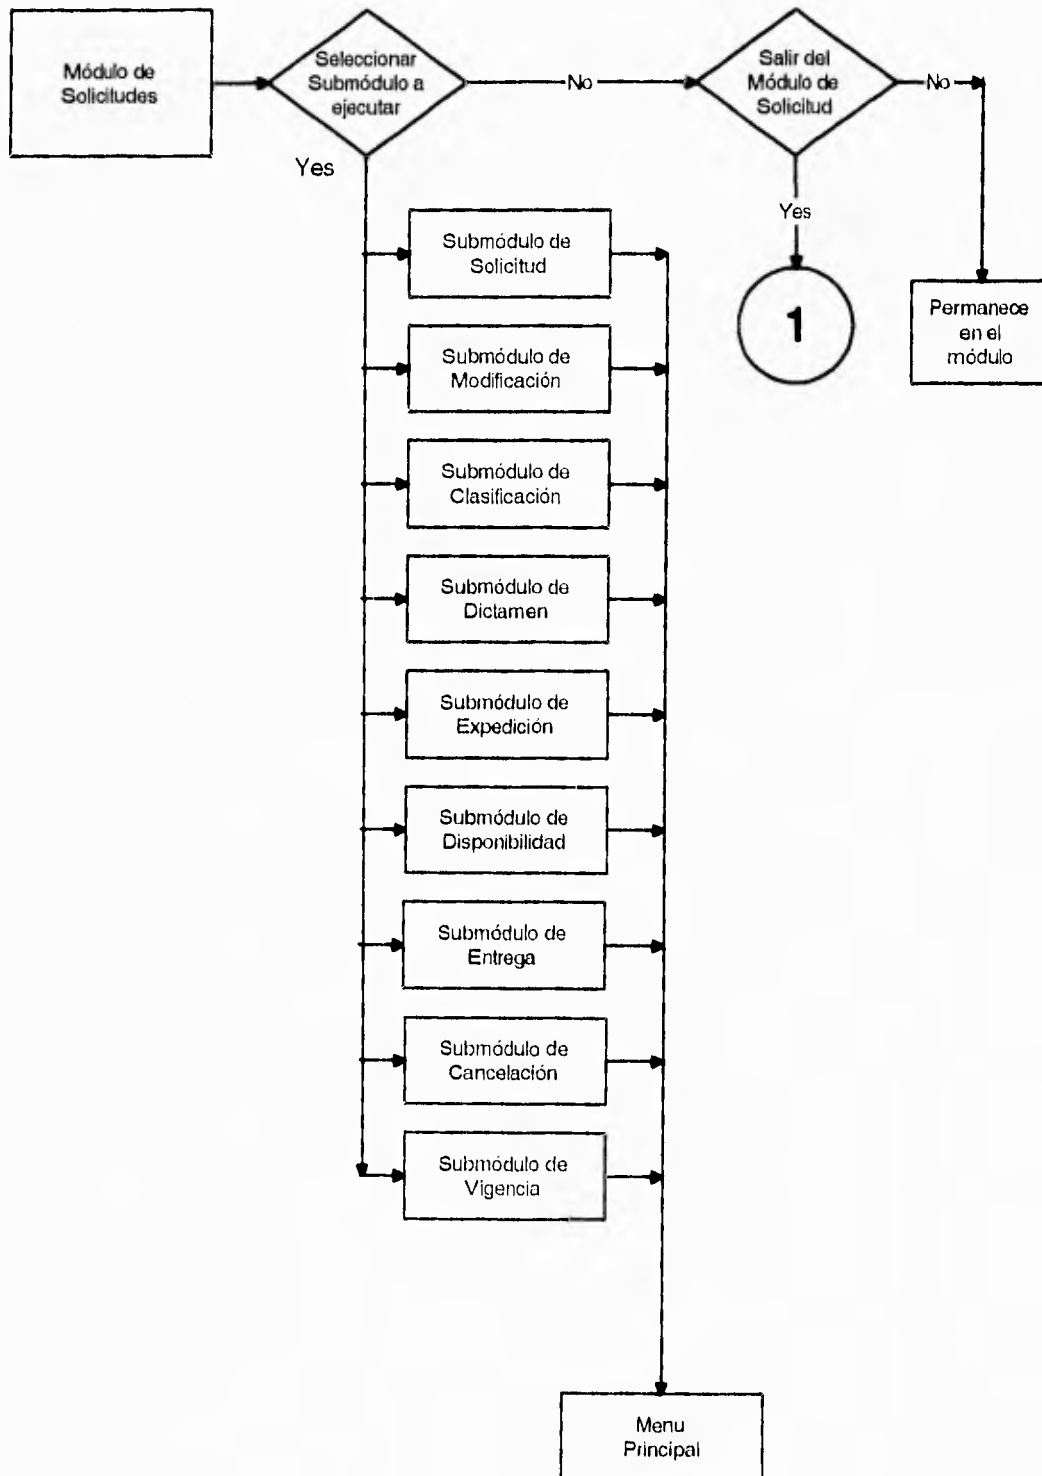 Módulo de
Solicitudes
Seleccionar
Submódulo a
ejecutar
No
Salir del
Módulo de
Solicitud
No
Yes
Yes
1
Permanece
en el
módulo
Submódulo de
Solicitud
Submódulo de
Modificación
Submódulo de
Clasificación
Submódulo de
Dictamen
Submódulo de
Expedición
Submódulo de
Disponibilidad
Submódulo de
Entrega
Submódulo de
Cancelación
Submódulo de
Vigencia
Menu
Principal